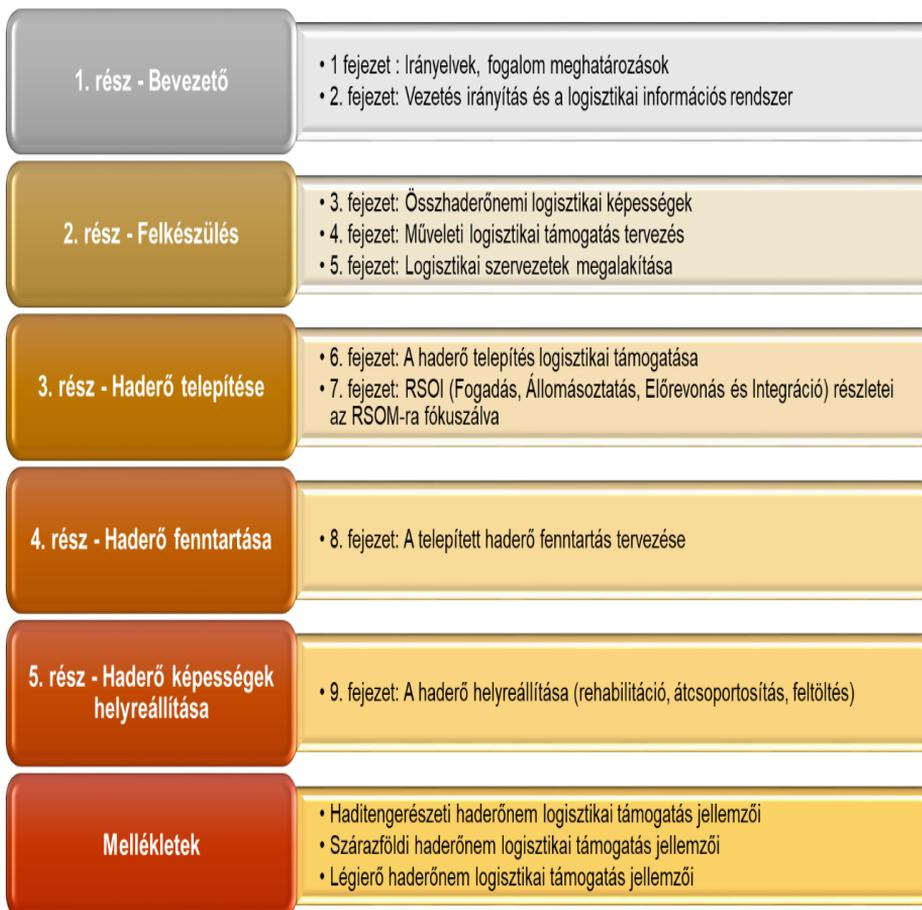 1. rész - Bevezető
• 1 fejezet : Irányelvek, fogalom meghatározások
• 2. fejezet: Vezetés irányítás és a logisztikai információs rendszer
2. rész - Felkészülés
• 3. fejezet: Összhaderőnemi logisztikai képességek
• 4. fejezet: Műveleti logisztikai támogatás tervezés
• 5. fejezet: Logisztikai szervezetek megalakítása
3. rész - Haderő telepítése
• 6. fejezet: A haderő telepítés logisztikai támogatása
• 7. fejezet: RSOI (Fogadás, Állomásoztatás, Előrevonás és Integráció) részletei
az RSOM-ra fókuszálva
4. rész - Haderő fenntartása
• 8. fejezet: A telepített haderő fenntartás tervezése
5. rész - Haderő képességek
helyreállítása
• 9. fejezet: A haderő helyreállítása (rehabilitáció, átcsoportosítás, feltöltés)
Mellékletek
• Haditengerészeti haderőnem logisztikai támogatás jellemzői
• Szárazföldi haderőnem logisztikai támogatás jellemzői
• Légierő haderőnem logisztikai támogatás jellemzői